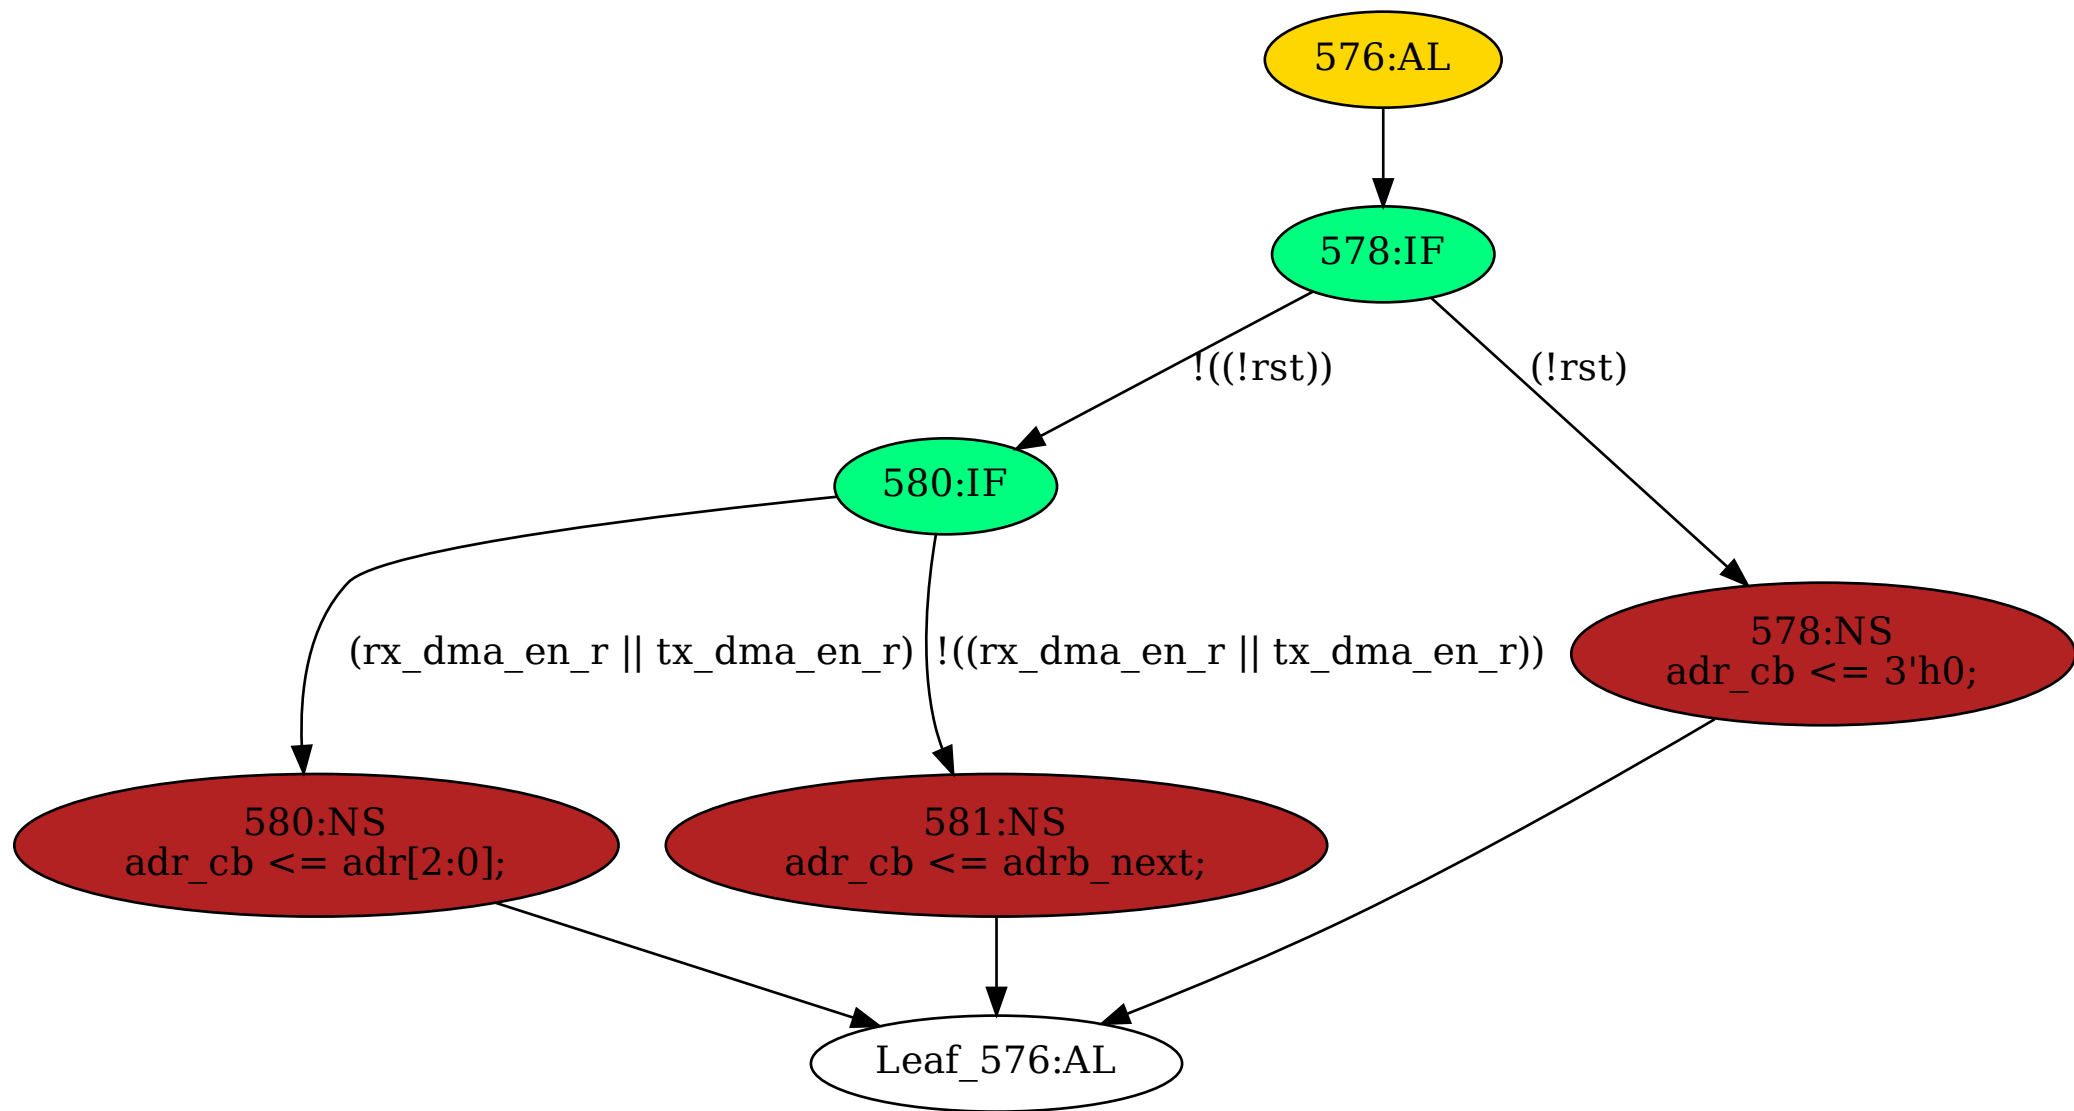 576:AL
578:IF
!((!rst))
(!rst)
580:IF
(rx_dma_en_r || tx_dma_en_r)
!((rx_dma_en_r || tx_dma_en_r))
578:NS
adr_cb <= 3'h0;
580:NS
adr_cb <= adr[2:0];
581:NS
adr_cb <= adrb_next;
Leaf_576:AL